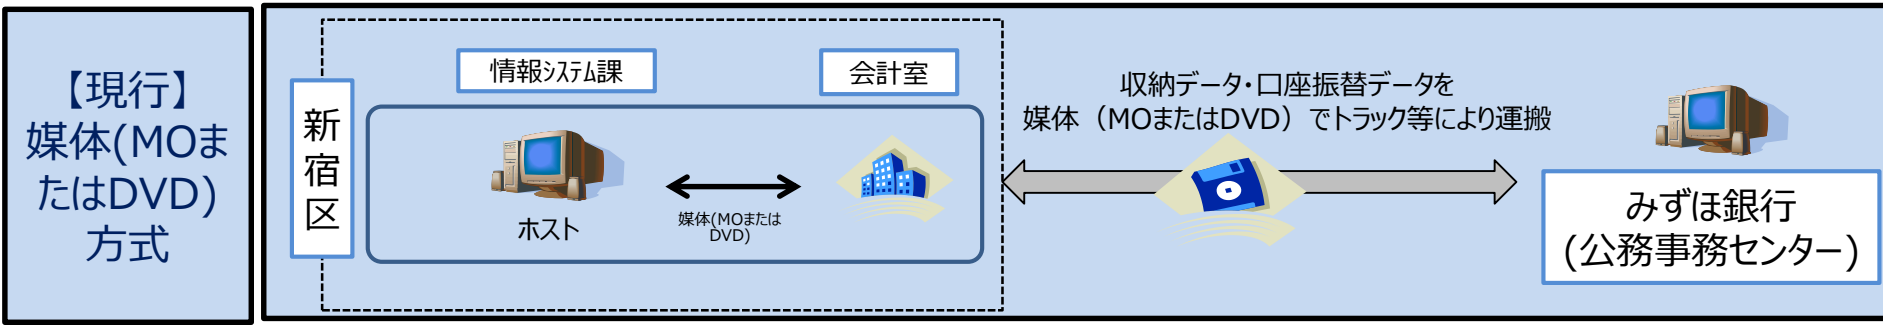 【現行】
媒体(MOま
たはDVD)
方式
新
宿
区
情報ｼｽﾃﾑ課
会計室
ホスト
媒体(MOまたは
DVD)
収納データ・口座振替データを
媒体（MOまたはDVD）でトラック等により運搬
みずほ銀行
(公務事務センター)